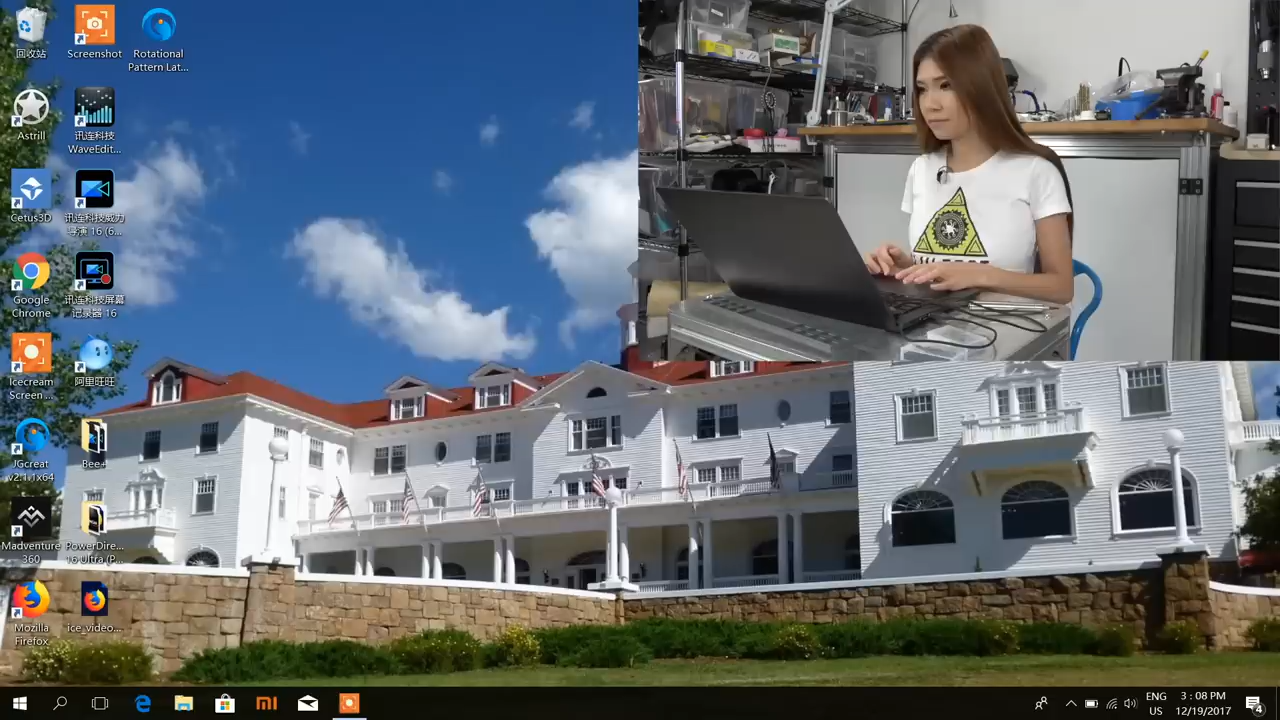 回收站
Screenshot
Rotational
Pattern Lat...
Astrill
讯连科技
WaveEdit...
Cetus3D
讯连科技威力
导演 16 (6...
Google
Chrome
讯连科技屏幕
记录器 16
Icecream
Screen ...
阿里旺旺
JGcreat
v2.1.1x64
Bee+
Madventure
360
PowerDire...
16 Ultra (P...
Mozilla
Firefox
ice_video...
mi
ENG
US
3:08 PM
12/19/2017
4